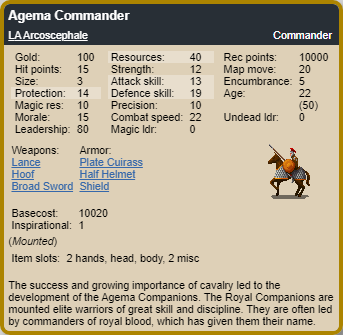 Agema Commander
LA Arcoscephale Commander
Gold: 100 Resources: 40 Rec points: 10000
Hit points: 15 Strength: 12 Map move: 20
Size: 3 Attack skill: 13 Encumbrance: 5
Protection: 14 Defence skill: 19 Age: 22
Magic res: 10 Precision: 10 (50)
Morale: 15 Combat speed: 22 Undead ldr: 0
Leadership: 80 Magic ldr: 0
Weapons: Armor:
Lance Plate Cuirass
Hoof Half Helmet
Broad Sword Shield
Basecost: 10020
Inspirational: 1
(Mounted)
Item slots: 2 hands, head, body, 2 misc
The success and growing importance of cavalry led to the
development of the Agema Companions. The Royal Companions are
mounted elite warriors of great skill and discipline. They are often led
by commanders of royal blood, which has given them their name.